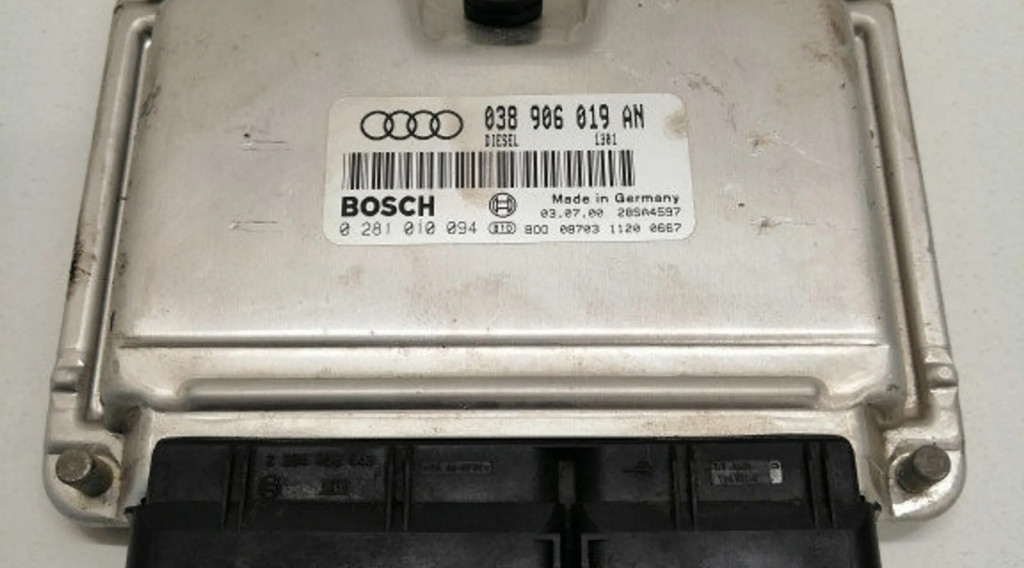 038 906 019 AN
DIESEL 1301
BOSCH
Made in Germany
03.07.00 28SA4597
0 281 010 094 BOO 08703 1120 0667